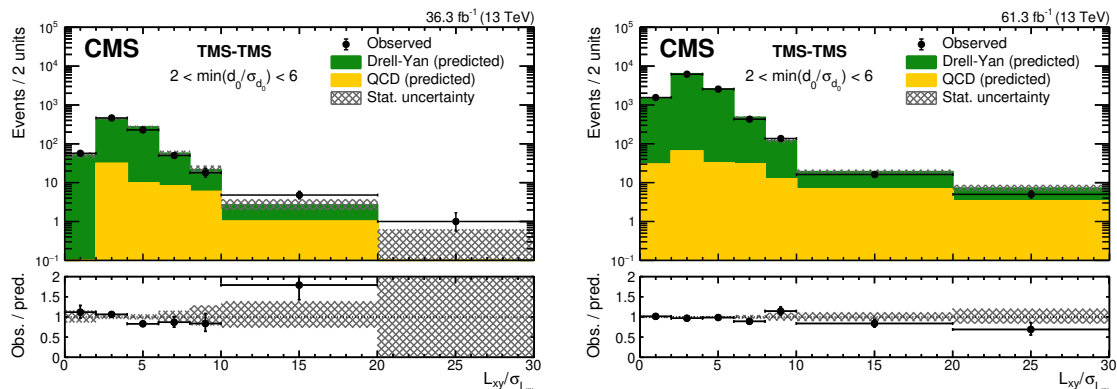 36.3 fb⁻¹ (13 TeV)
CMS
TMS-TMS
2 < min(d₀/σ_d₀) < 6
Observed
Drell-Yan (predicted)
QCD (predicted)
Stat. uncertainty
Events / 2 units
10⁵
10⁴
10³
10²
10
1
10⁻¹
Obs. / pred.
2
1.5
1
0.5
0
0 5 10 15 20 25 30
L_xy/σ_L
61.3 fb⁻¹ (13 TeV)
CMS
TMS-TMS
2 < min(d₀/σ_d₀) < 6
Observed
Drell-Yan (predicted)
QCD (predicted)
Stat. uncertainty
Events / 2 units
10⁵
10⁴
10³
10²
10
1
10⁻¹
Obs. / pred.
2
1.5
1
0.5
0
0 5 10 15 20 25 30
L_xy/σ_L